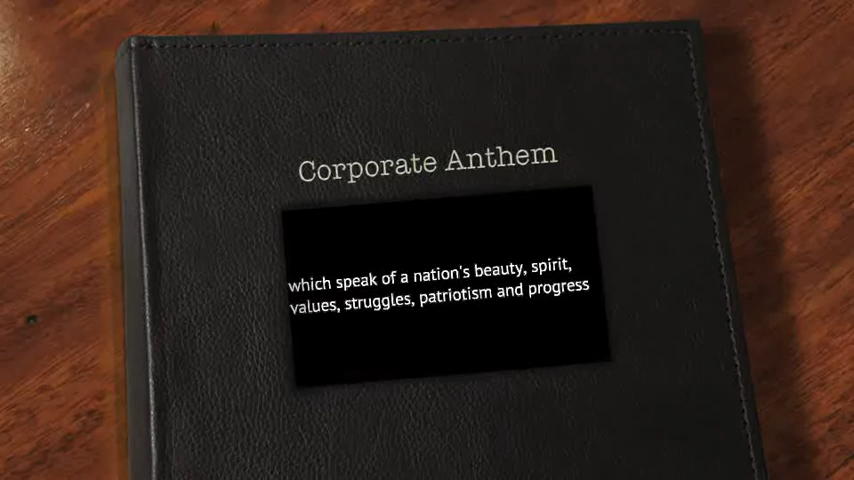 Corporate Anthem
which speak of a nation's beauty, spirit,
values, struggles, patriotism and progress